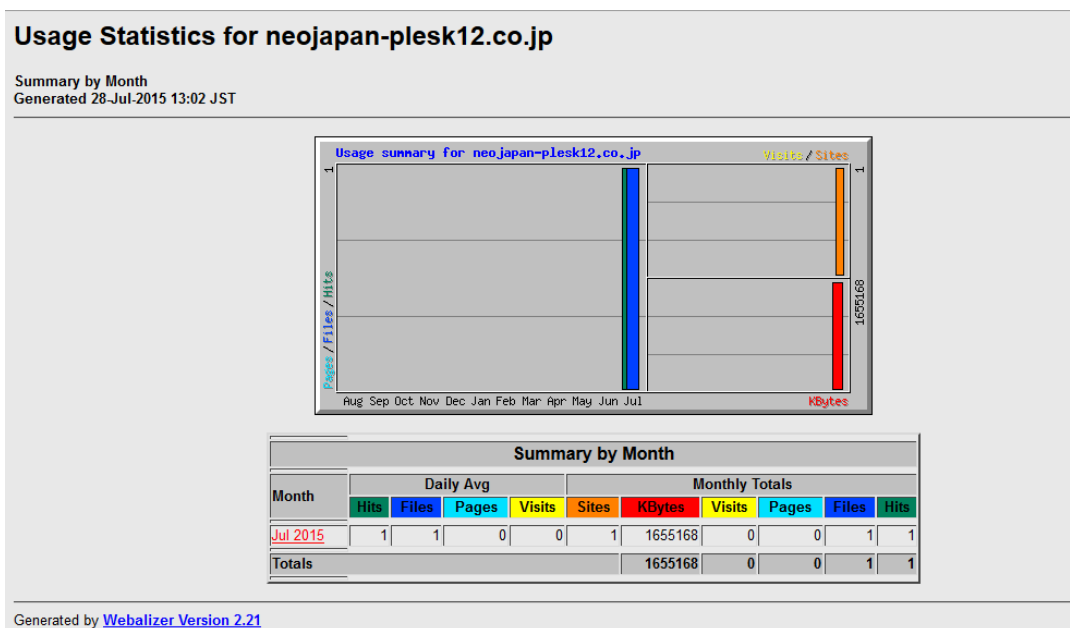 Usage Statistics for neojapan-plesk12.co.jp
Summary by Month
Generated 28-Jul-2015 13:02 JST
Usage summary for neojapan-plesk12.co.jp
Visits/Sites
1
1
Pages/Files/Hits
1655168
Aug Sep Oct Nov Dec Jan Feb Mar Apr May Jun Jul
KBytes
Summary by Month
Month Daily Avg Monthly Totals
Hits Files Pages Visits Sites KBytes Visits Pages Files Hits
Jul 2015 1 1 0 0 1 1655168 0 0 1 1
Totals 1655168 0 0 1 1
Generated by Webalizer Version 2.21